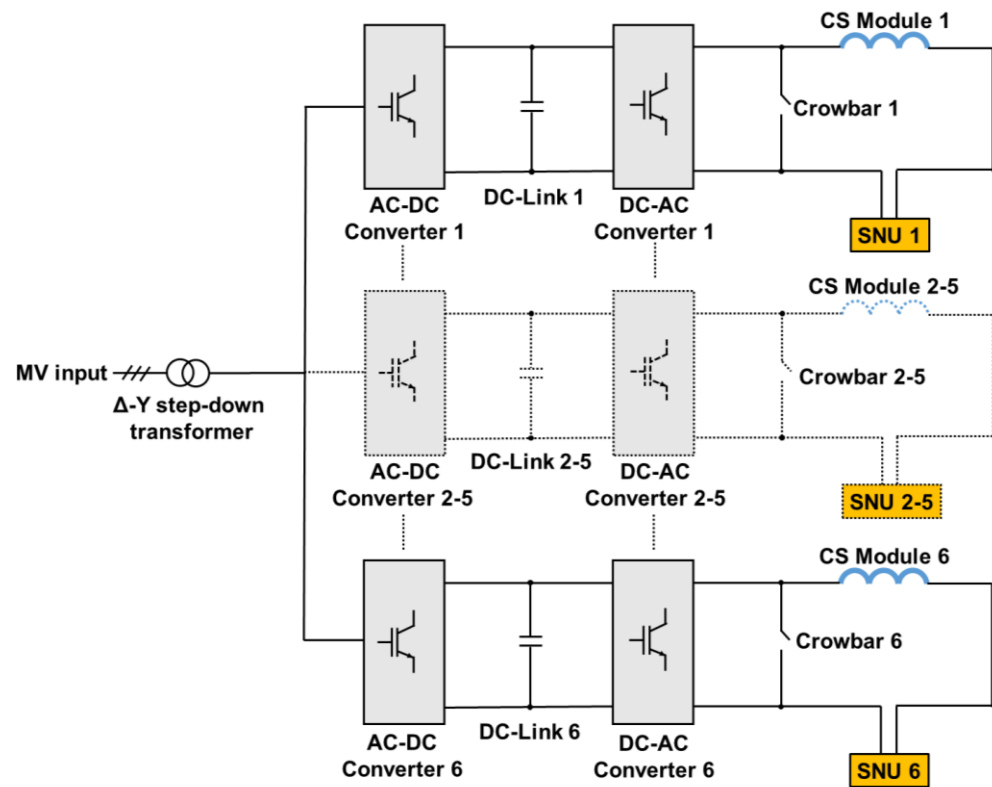 CS Module 1
Crowbar 1
DC-Link 1
AC-DC
Converter 1
DC-AC
Converter 1
SNU 1
CS Module 2-5
MV input
Δ-Y step-down
transformer
Crowbar 2-5
DC-Link 2-5
AC-DC
Converter 2-5
DC-AC
Converter 2-5
SNU 2-5
CS Module 6
Crowbar 6
DC-Link 6
AC-DC
Converter 6
DC-AC
Converter 6
SNU 6